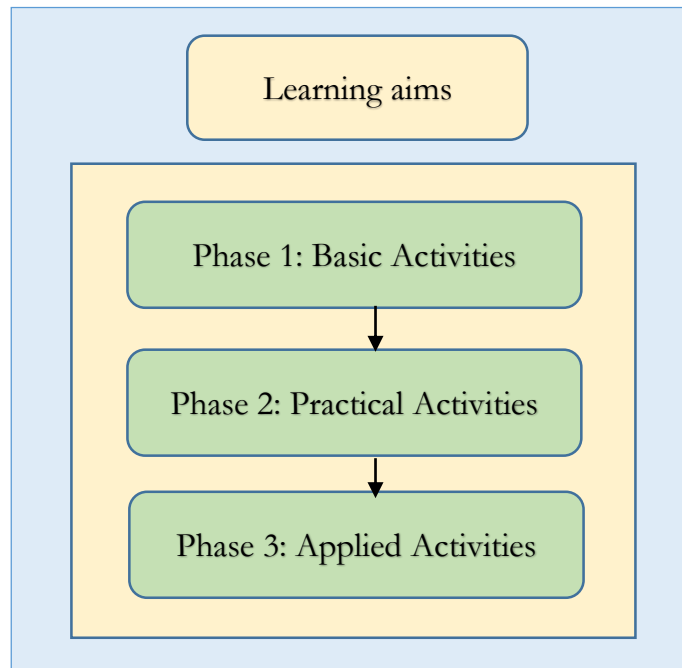 Learning aims
Phase 1: Basic Activities
Phase 2: Practical Activities
Phase 3: Applied Activities